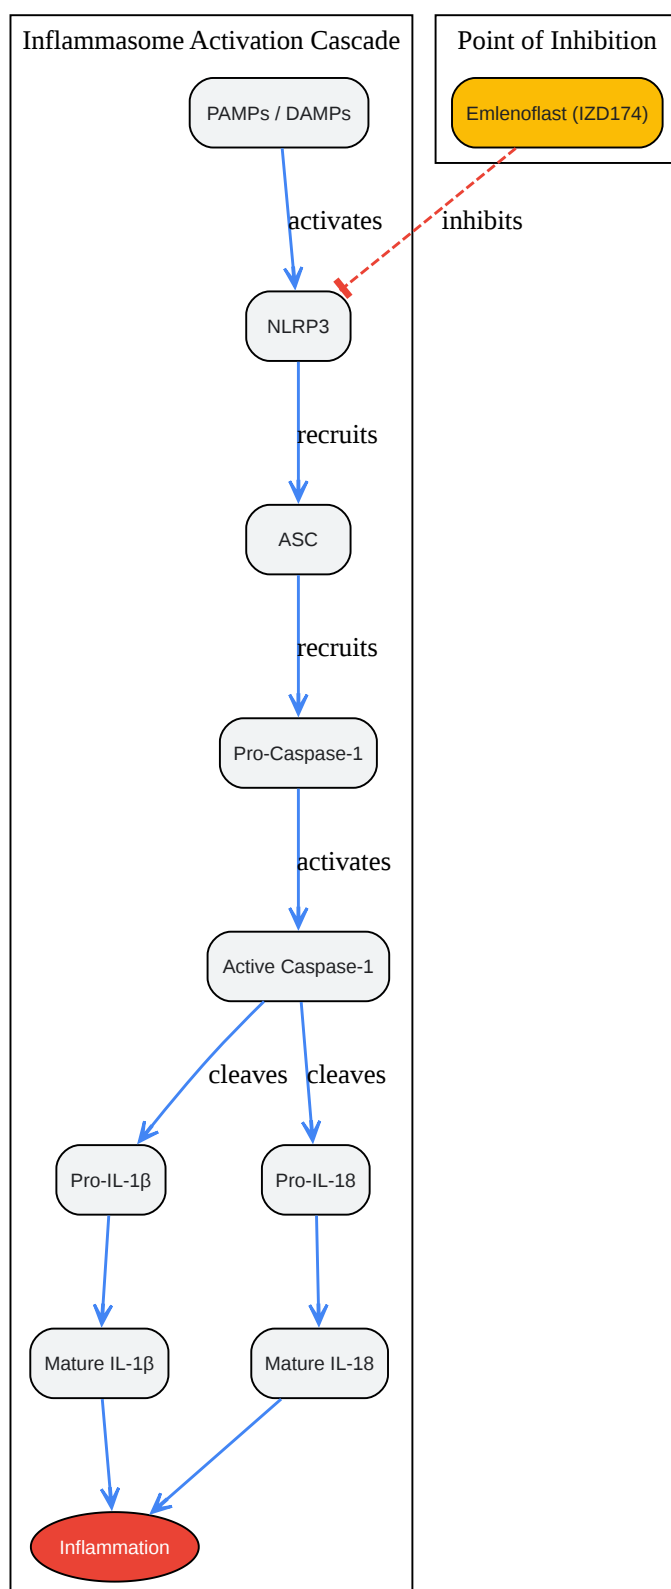 Inflammasome Activation Cascade
Point of Inhibition
PAMPs / DAMPs
Emlenoflast (IZD174)
activates
inhibits
NLRP3
recruits
ASC
recruits
Pro-Caspase-1
activates
Active Caspase-1
cleaves
cleaves
Pro-IL-1β
Pro-IL-18
Mature IL-1β
Mature IL-18
Inflammation